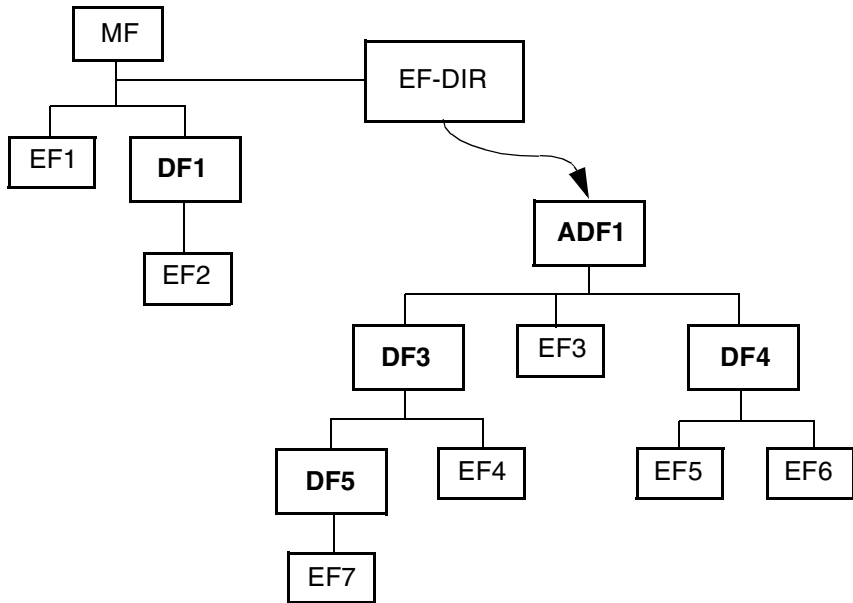 MF
EF-DIR
EF1
DF1
ADF1
EF2
DF3
EF3
DF4
DF5
EF4
EF5
EF6
EF7